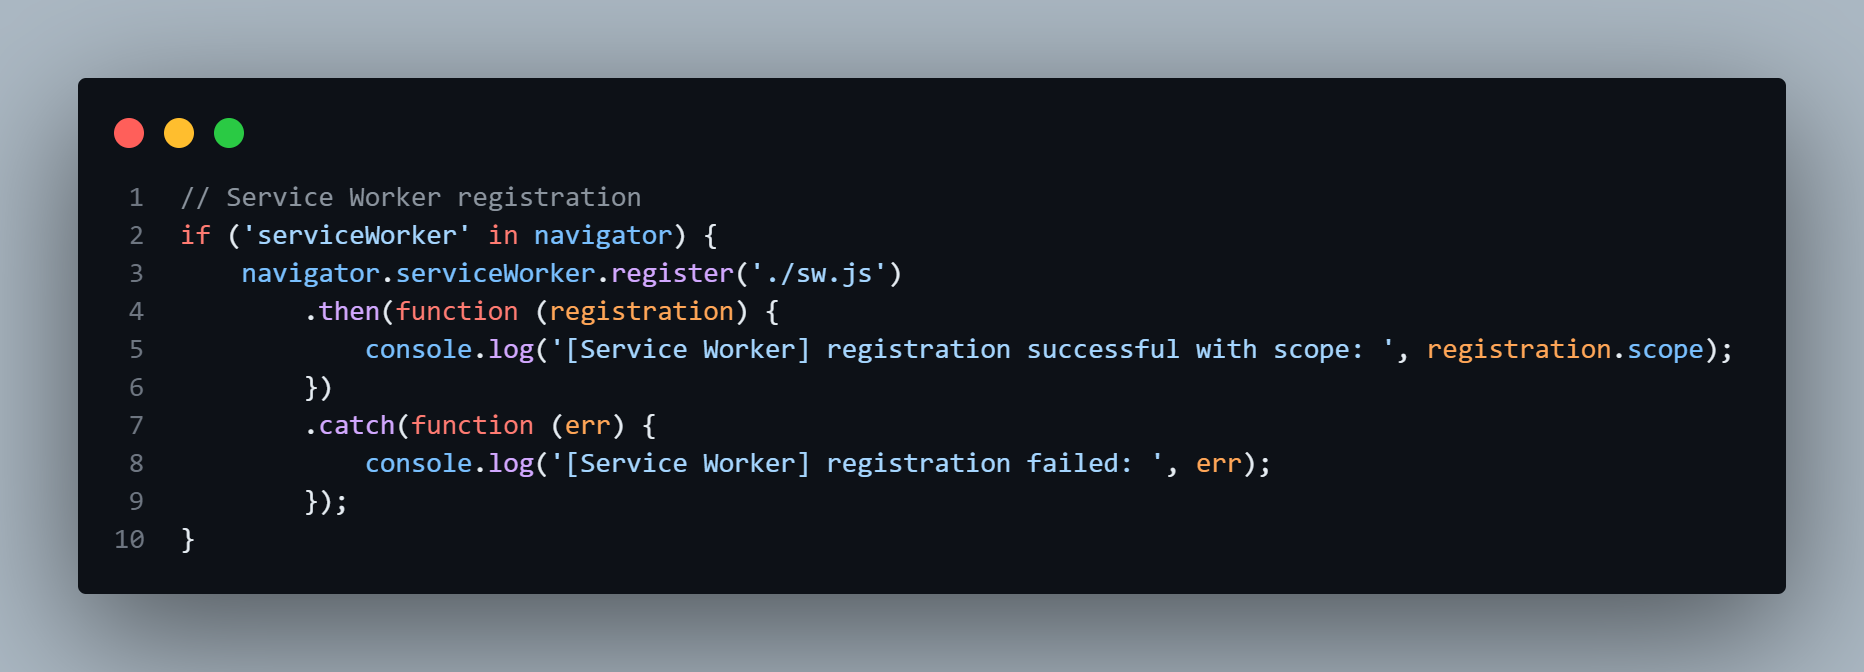 1 // Service Worker registration
2 if ('serviceWorker' in navigator) {
3     navigator.serviceWorker.register('./sw.js')
4         .then(function (registration) {
5             console.log('[Service Worker] registration successful with scope: ', registration.scope);
6         })
7         .catch(function (err) {
8             console.log('[Service Worker] registration failed: ', err);
9         });
10 }